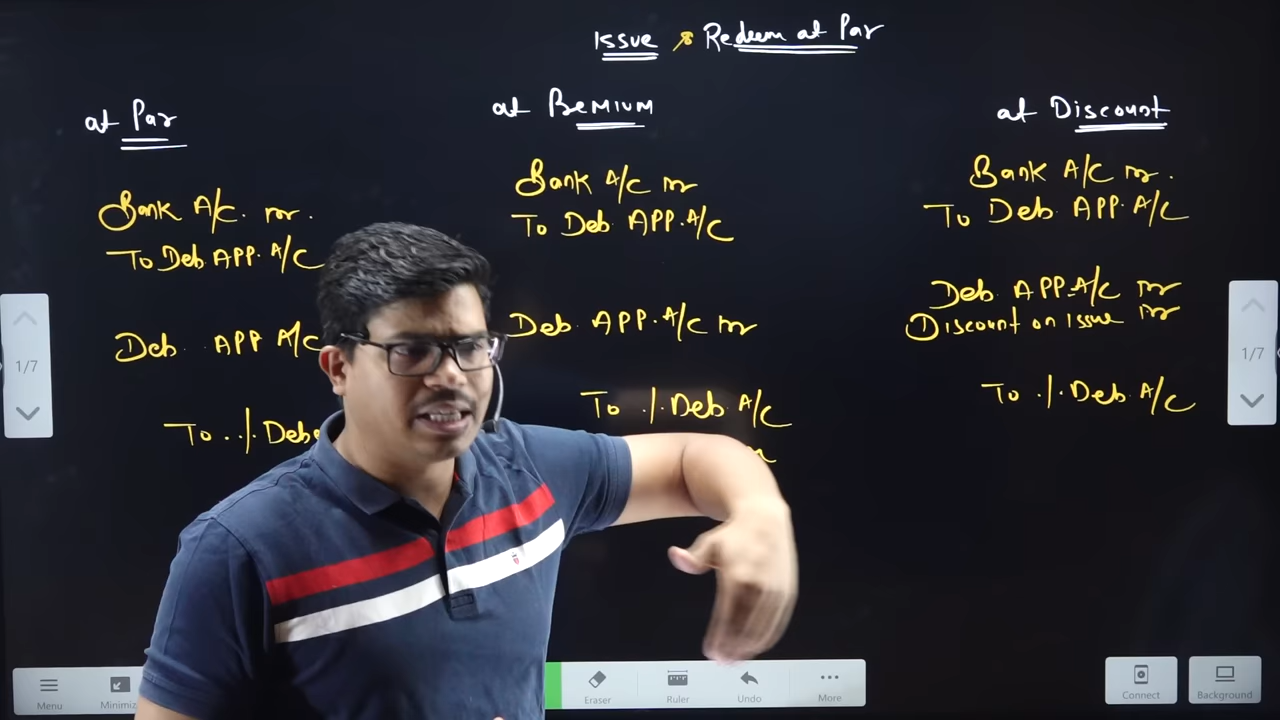 Issue & Redeem at Par
at Par
Bank A/C. Dr.
To Deb. APP. A/C
Deb. APP A/C
To ./. Debe
at Premium
Bank A/C Dr
To Deb. APP. A/C
Deb. APP. A/C Dr
To ./. Deb A/C
at Discount
Bank A/C Dr.
To Deb. APP. A/C
Deb. APP. A/C Dr
Discount on Issue Dr
To ./. Deb. A/C
1/7
1/7
Menu
Minimiz
Eraser
Ruler
Undo
More
Connect
Background